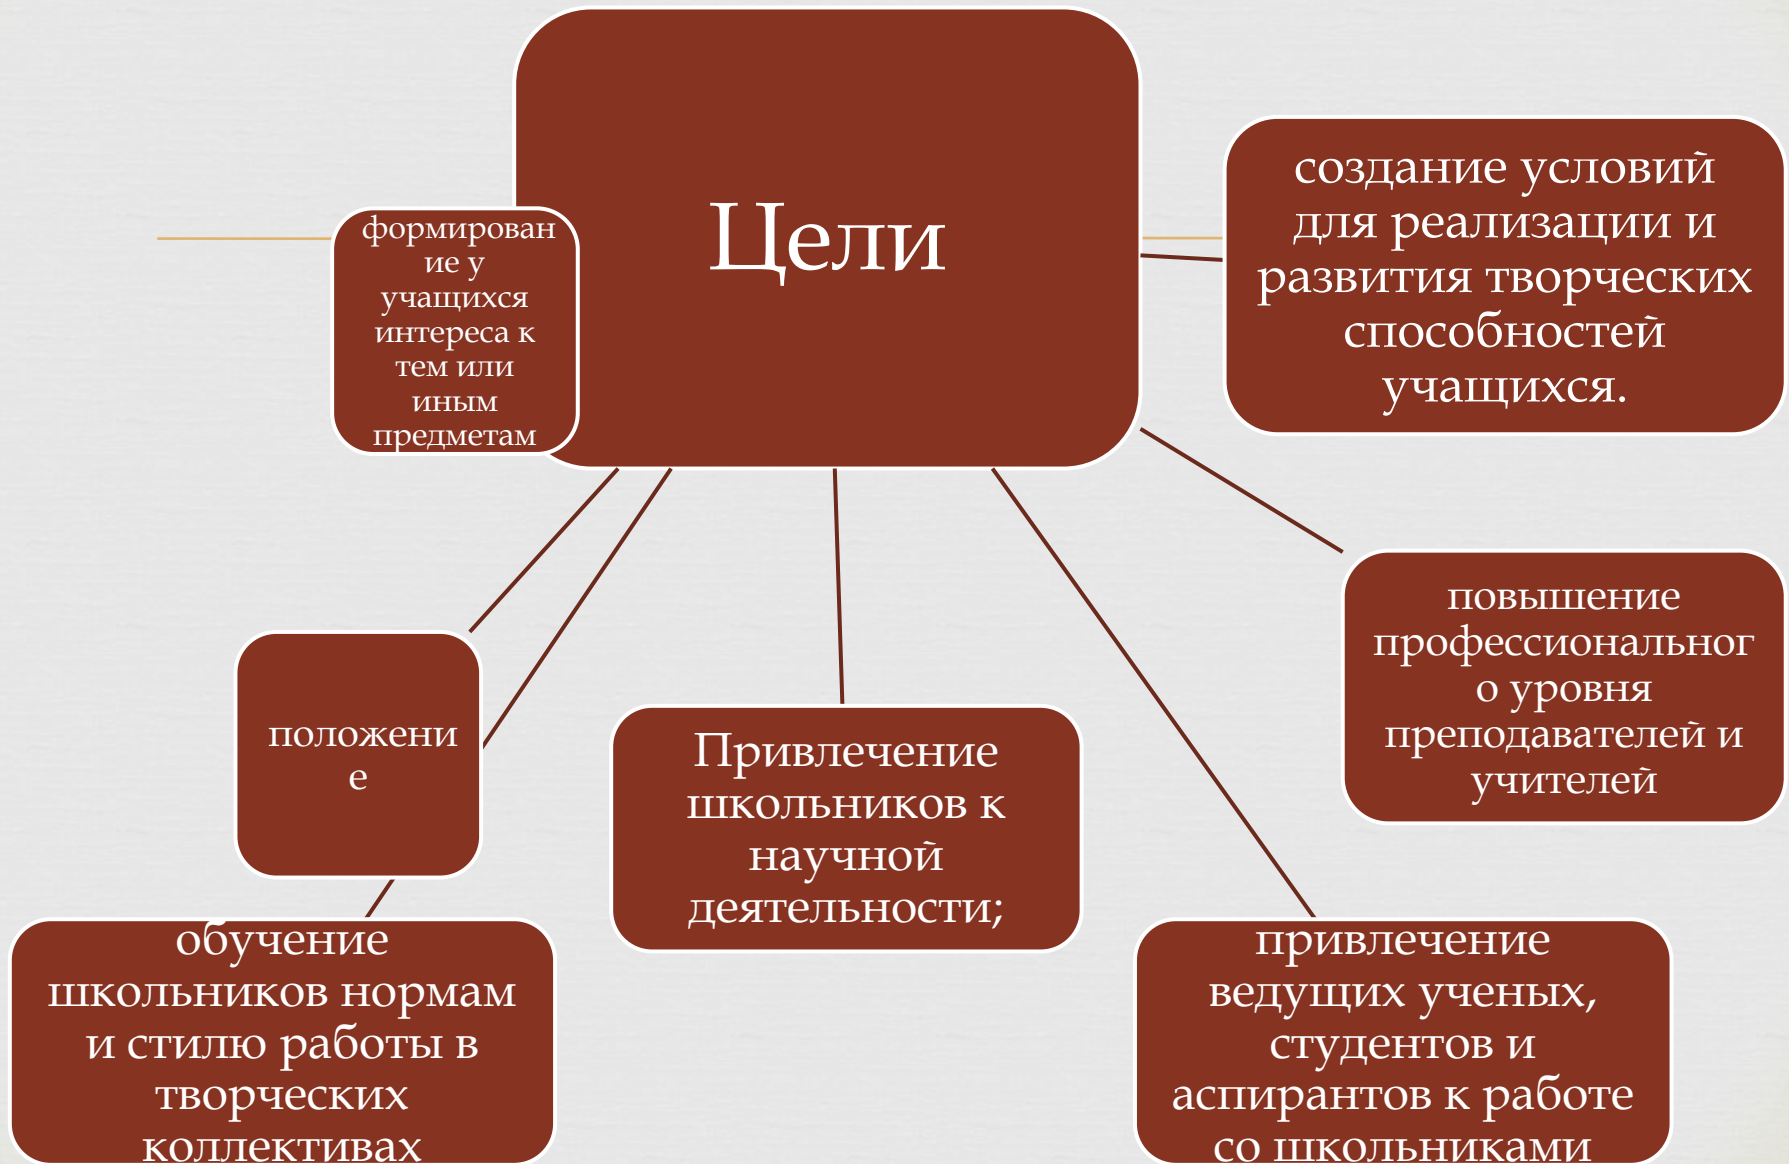 Цели
формирован
ие у
учащихся
интереса к
тем или
иным
предметам
создание условий
для реализации и
развития творческих
способностей
учащихся.
повышение
профессиональног
о уровня
преподавателей и
учителей
положени
е
Привлечение
школьников к
научной
деятельности;
обучение
школьников нормам
и стилю работы в
творческих
коллективах
привлечение
ведущих ученых,
студентов и
аспирантов к работе
со школьниками